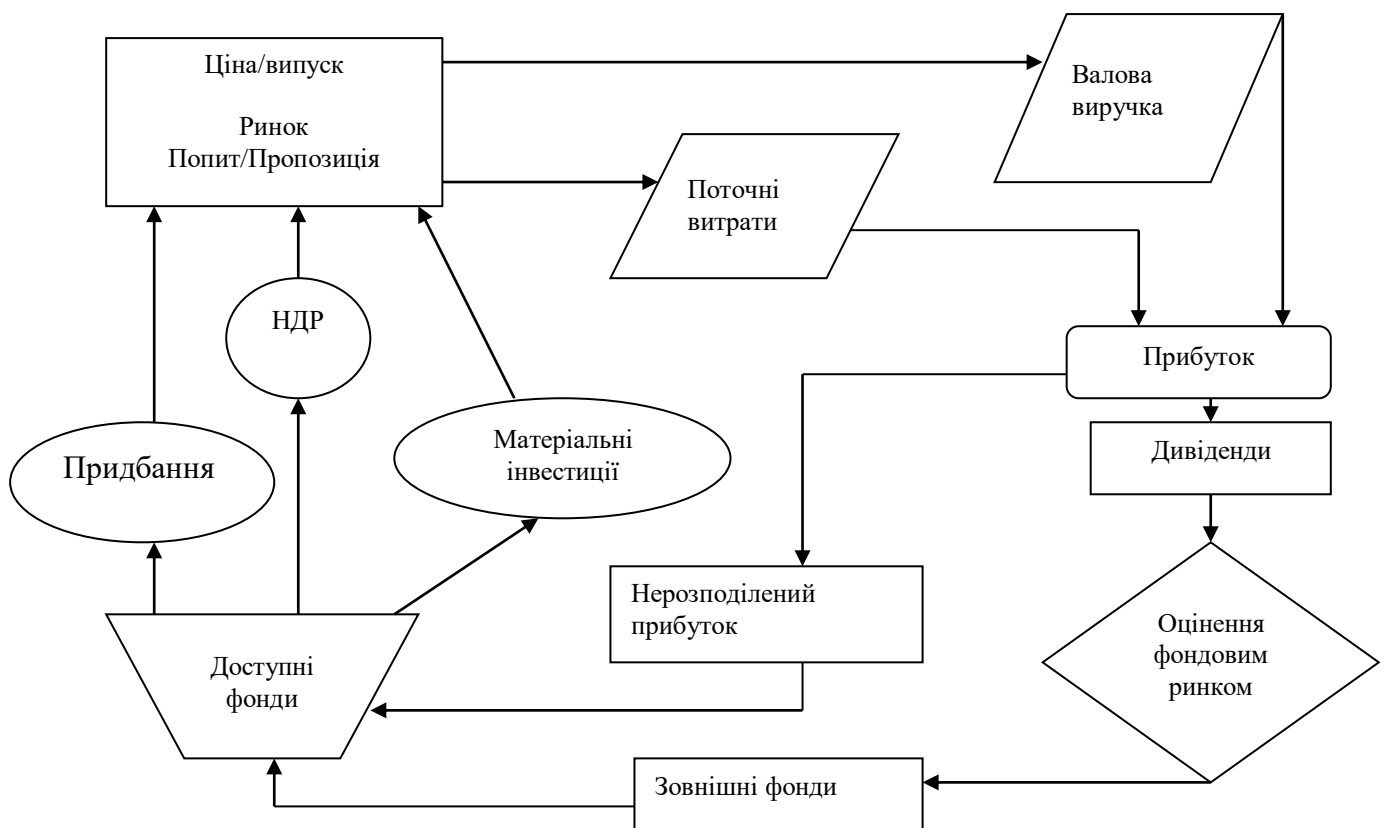 Ціна/випуск
Ринок
Попит/Пропозиція
Валова
виручка
Поточні
витрати
НДР
Прибуток
Придбання
Матеріальні
інвестиції
Дивіденди
Нерозподілений
прибуток
Оцінення
фондовим
ринком
Доступні
фонди
Зовнішні фонди